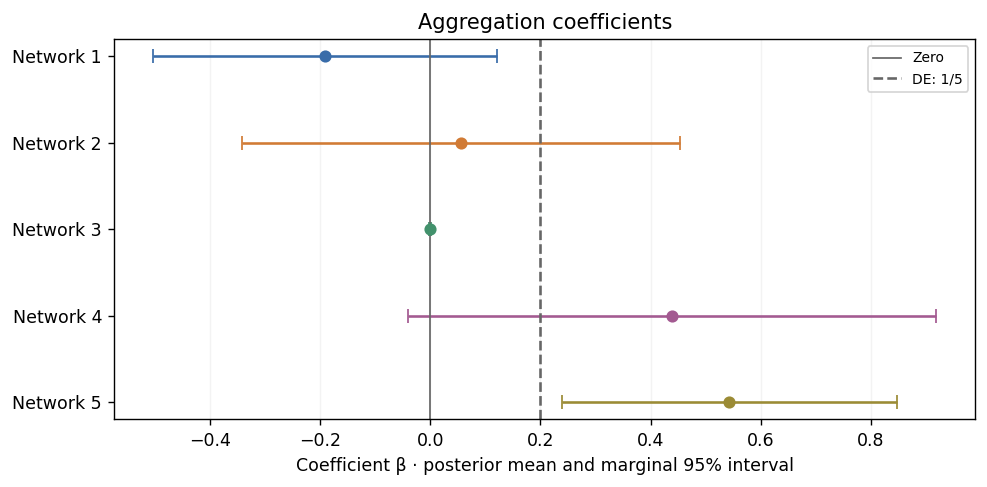 Aggregation coefficients
Zero
DE: 1/5
Network 1
Network 2
Network 3
Network 4
Network 5
−0.4 −0.2 0.0 0.2 0.4 0.6 0.8
Coefficient β · posterior mean and marginal 95% interval